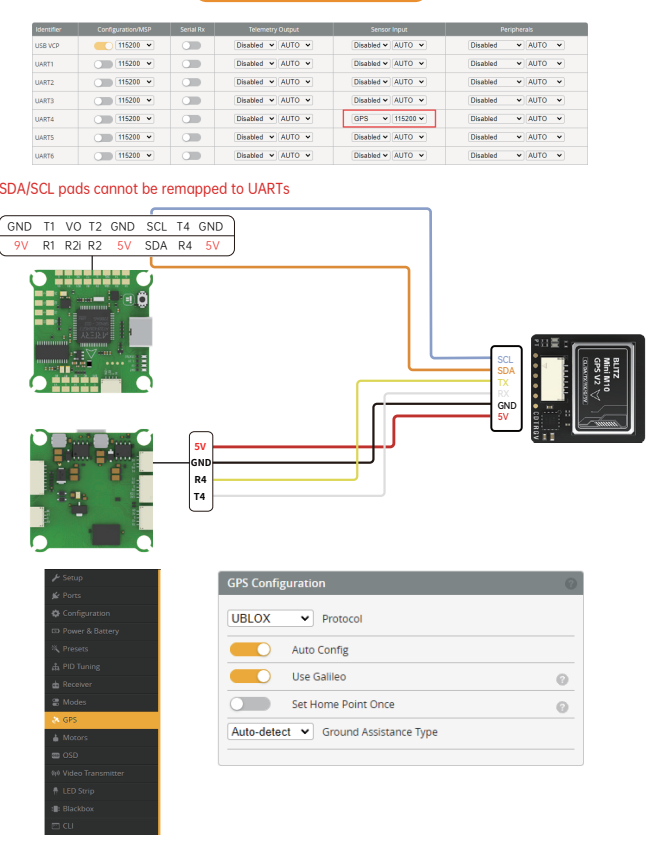 Identifier Configuration/MSP Serial Rx Telemetry Output Sensor Input Peripherals
USB VCP 115200 Disabled AUTO Disabled AUTO Disabled AUTO
UART1 115200 Disabled AUTO Disabled AUTO Disabled AUTO
UART2 115200 Disabled AUTO Disabled AUTO Disabled AUTO
UART3 115200 Disabled AUTO Disabled AUTO Disabled AUTO
UART4 115200 Disabled AUTO GPS 115200 Disabled AUTO
UART5 115200 Disabled AUTO Disabled AUTO Disabled AUTO
UART6 115200 Disabled AUTO Disabled AUTO Disabled AUTO
SDA/SCL pads cannot be remapped to UARTs
GND T1 VO T2 GND SCL T4 GND
9V R1 R2i R2 5V SDA R4 5V
SCL
SDA
TX
RX
GND
5V
BLITZ
Mini M10
GPS V2
5V
GND
R4
T4
Setup
Ports
Configuration
Power & Battery
Presets
PID Tuning
Receiver
Modes
GPS
Motors
OSD
Video Transmitter
LED Strip
Blackbox
CLI
GPS Configuration
UBLOX Protocol
Auto Config
Use Galileo
Set Home Point Once
Auto-detect Ground Assistance Type